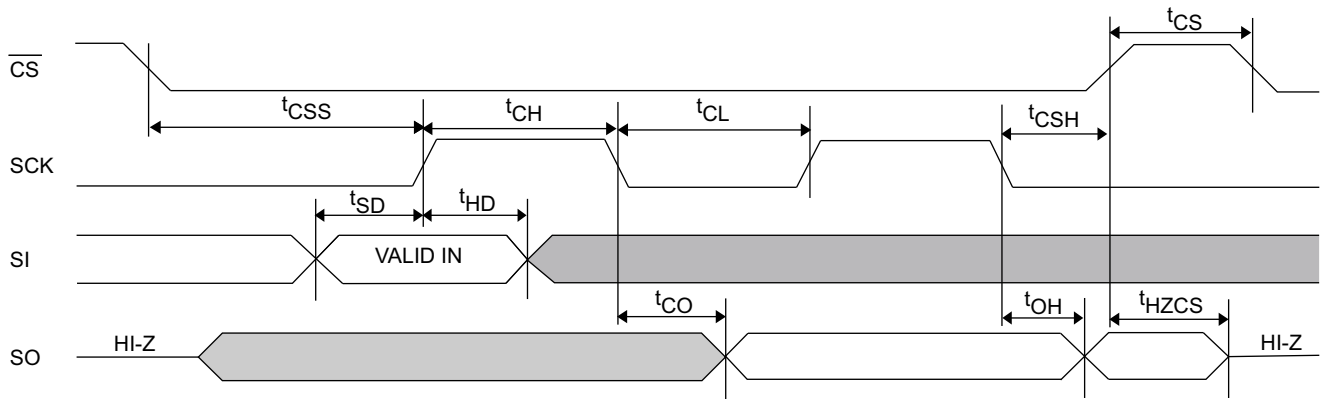 tCS
CS
tCSS
tCH
tCL
tCSH
SCK
tSD
tHD
SI
VALID IN
tCO
tOH
tHZCS
SO
HI-Z
HI-Z